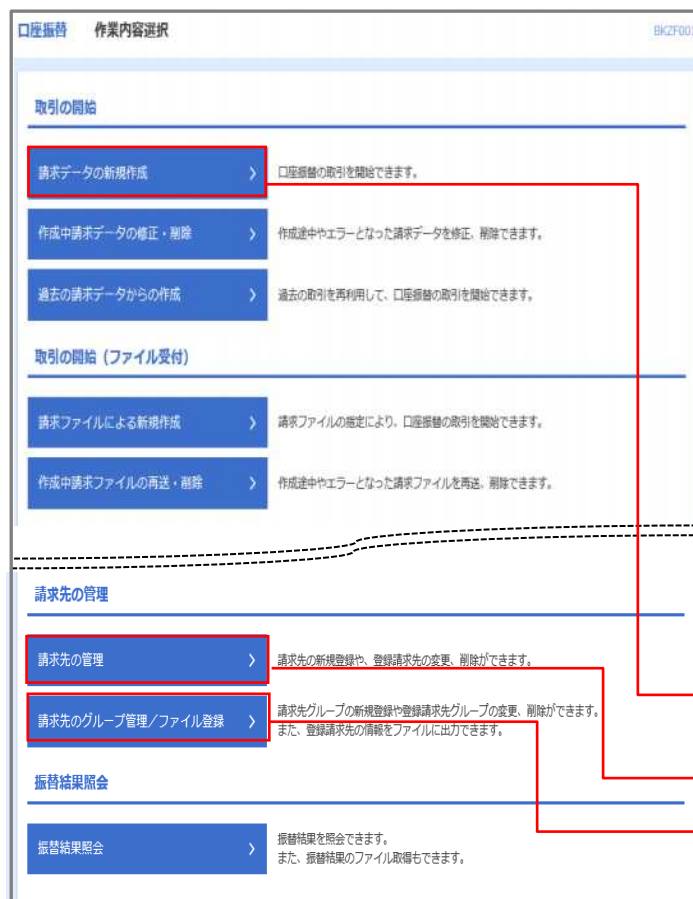 口座振替 作業内容選択 BKZF001
取引の開始
請求データの新規作成 口座振替の取引を開始できます。
作成中請求データの修正・削除 作成途中やエラーとなった請求データを修正、削除できます。
過去の請求データからの作成 過去の取引を再利用して、口座振替の取引を開始できます。
取引の開始（ファイル受付）
請求ファイルによる新規作成 請求ファイルの指定により、口座振替の取引を開始できます。
作成中請求ファイルの再送・削除 作成途中やエラーとなった請求ファイルを再送、削除できます。
請求先の管理
請求先の管理 請求先の新規登録や、登録請求先の変更、削除ができます。
請求先のグループ管理／ファイル登録 請求先グループの新規登録や登録請求先グループの変更、削除ができます。
また、登録請求先の情報をファイルに出力できます。
振替結果照会
振替結果照会 振替結果を照会できます。
また、振替結果のファイル取得もできます。